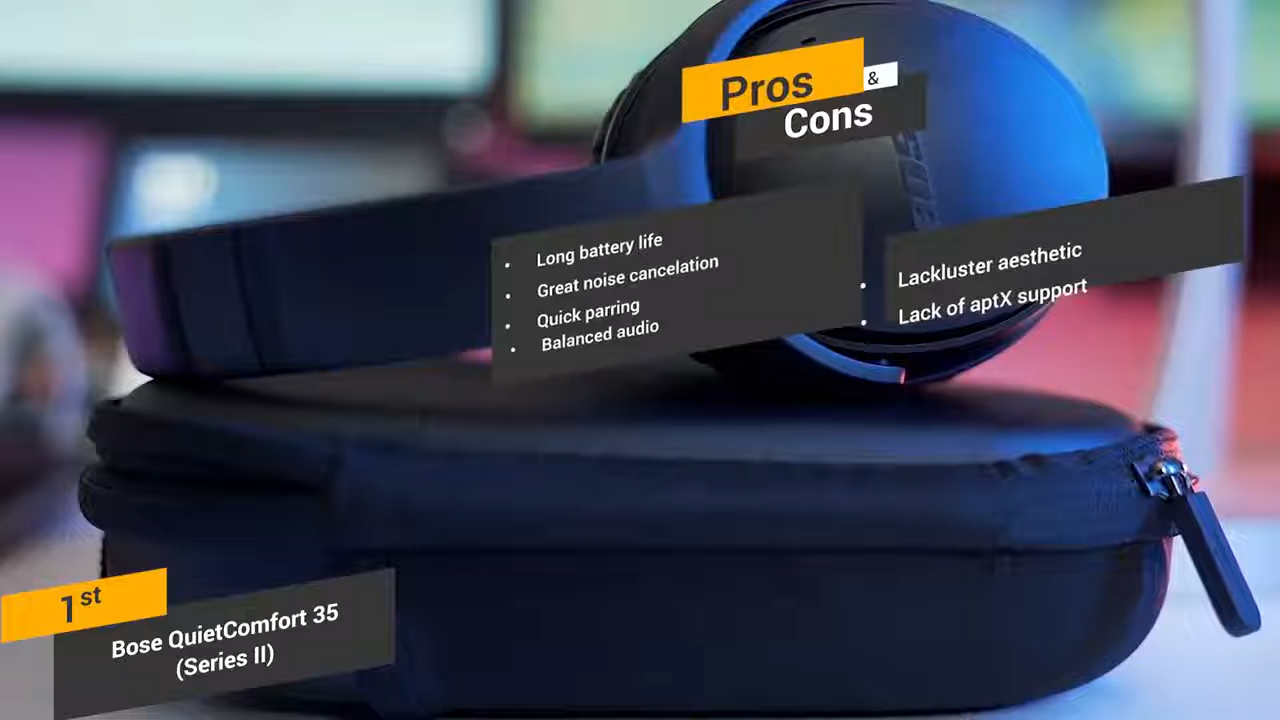 Pros
&
Cons
BOSE
• Long battery life
• Great noise cancelation
• Quick parring
• Balanced audio
• Lackluster aesthetic
• Lack of aptX support
1st
Bose QuietComfort 35
(Series II)